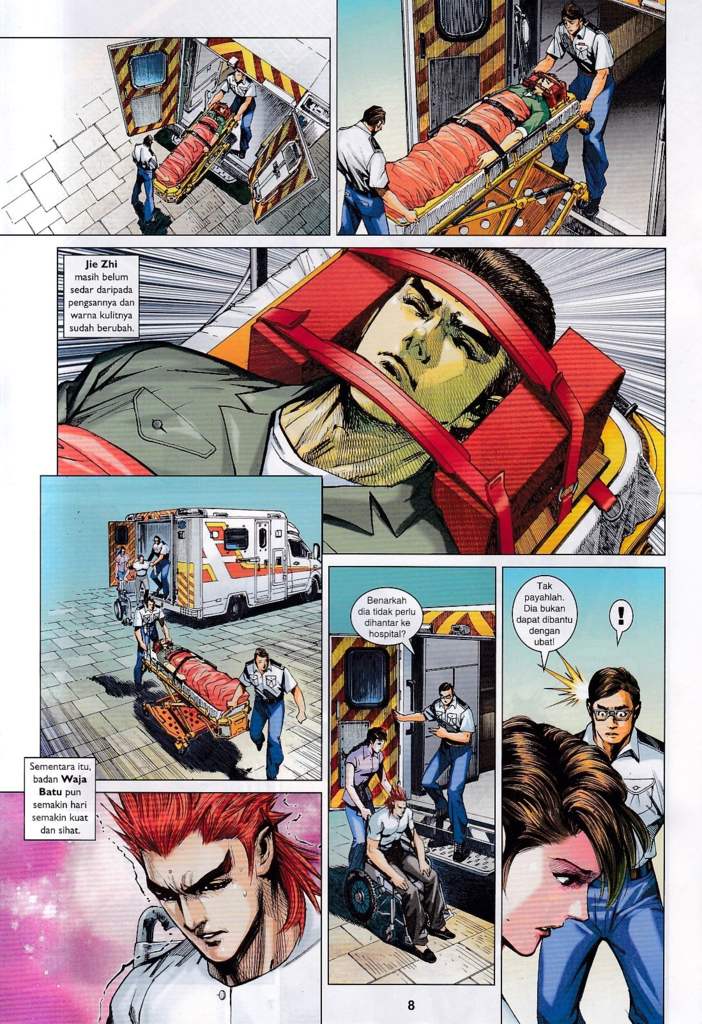 Jie Zhi
masih belum
sedar daripada
pengsannya dan
warna kulitnya
sudah berubah.
Benarkah
dia tidak perlu
dihantar ke
hospital?
Tak
payahlah.
Dia bukan
dapat dibantu
dengan
ubat!
!
Sementara itu,
badan Waja
Batu pun
semakin hari
semakin kuat
dan sihat.
8